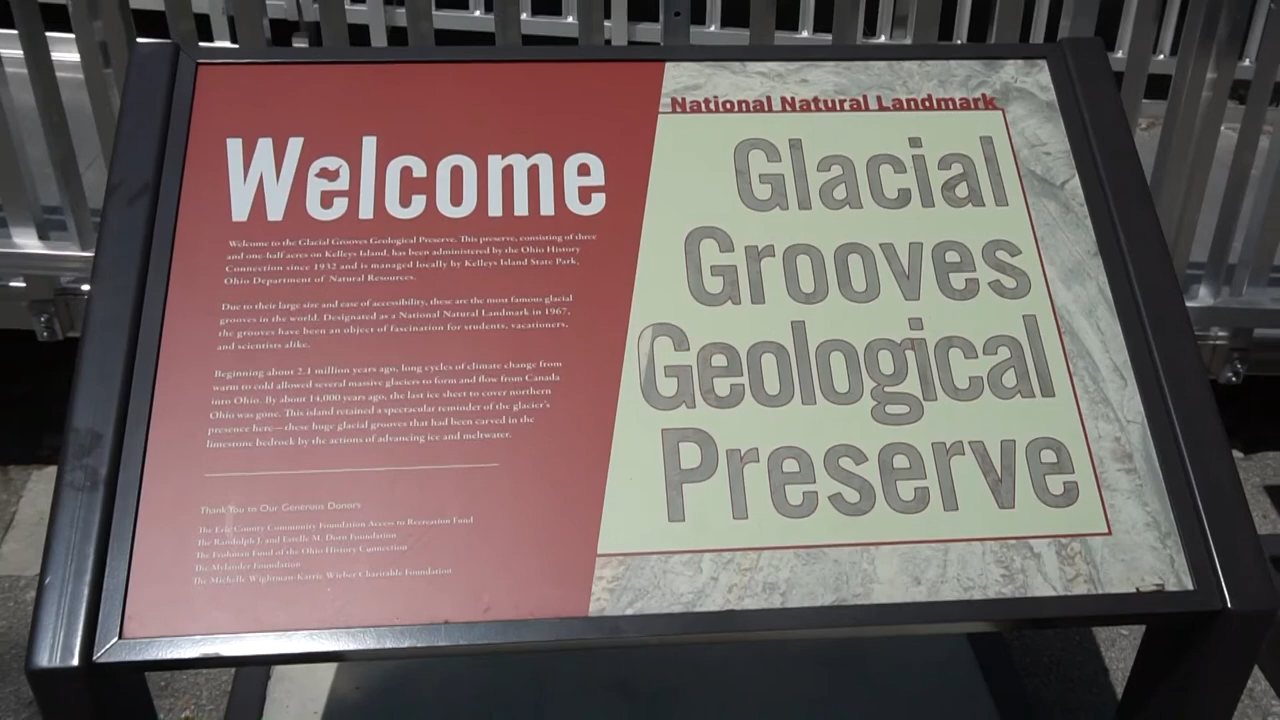 Welcome
Welcome to the Glacial Grooves Geological Preserve. This preserve, consisting of three
and one-half acres on Kelleys Island, has been administered by the Ohio History
Connection since 1932 and is managed locally by Kelleys Island State Park,
Ohio Department of Natural Resources.
Due to their large size and ease of accessibility, these are the most famous glacial
grooves in the world. Designated as a National Natural Landmark in 1967,
the grooves have been an object of fascination for students, vacationers,
and scientists alike.
Beginning about 2.1 million years ago, long cycles of climate change from
warm to cold allowed several massive glaciers to form and flow from Canada
into Ohio. By about 14,000 years ago, the last ice sheet to cover northern
Ohio was gone. This island retained a spectacular reminder of the glacier's
presence here—these huge glacial grooves that had been carved in the
limestone bedrock by the actions of advancing ice and meltwater.
Thank You to Our Generous Donors
The Erie County Community Foundation Access to Recreation Fund
The Randolph J. and Estelle M. Dorn Foundation
The Frohman Fund of the Ohio History Connection
The Mylander Foundation
The Michelle Wightman-Karrie Wieber Charitable Foundation
National Natural Landmark
Glacial
Grooves
Geological
Preserve